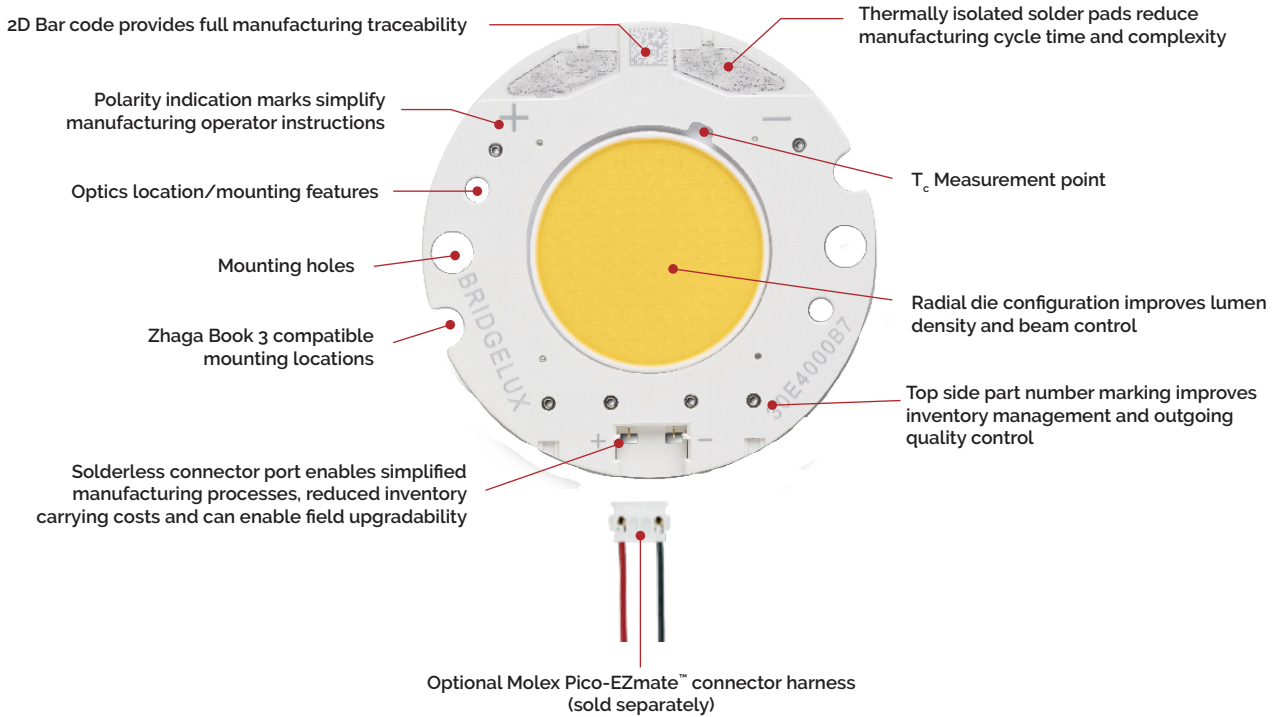 2D Bar code provides full manufacturing traceability
Thermally isolated solder pads reduce
manufacturing cycle time and complexity
Polarity indication marks simplify
manufacturing operator instructions
+
−
Optics location/mounting features
Tc Measurement point
Mounting holes
BRIDGELUX
Radial die configuration improves lumen
density and beam control
Zhaga Book 3 compatible
mounting locations
30E4000B7
Top side part number marking improves
inventory management and outgoing
quality control
+
−
Solderless connector port enables simplified
manufacturing processes, reduced inventory
carrying costs and can enable field upgradability
Optional Molex Pico-EZmate™ connector harness
(sold separately)